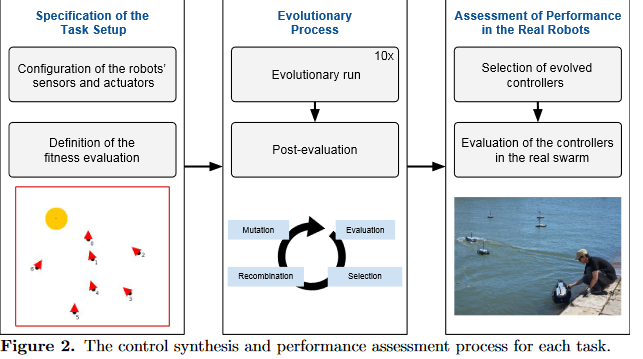 Specification of the
Task Setup
Configuration of the robots'
sensors and actuators
Definition of the
fitness evaluation
0
1
2
3
4
5
6
Evolutionary
Process
10x
Evolutionary run
Post-evaluation
Mutation
Evaluation
Recombination
Selection
Assessment of Performance
in the Real Robots
Selection of evolved
controllers
Evaluation of the controllers
in the real swarm
Figure 2. The control synthesis and performance assessment process for each task.